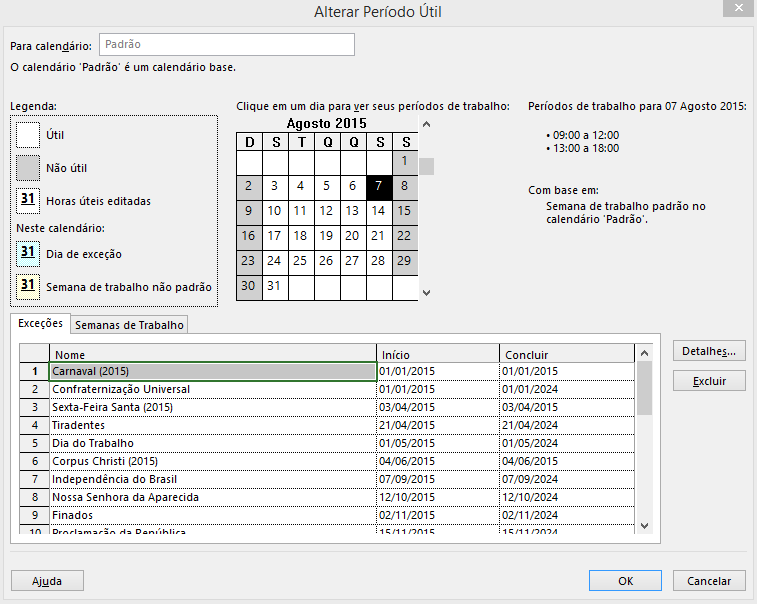 Alterar Período Útil
Para calendário: Padrão
O calendário 'Padrão' é um calendário base.
Legenda:
Útil
Não útil
31 Horas úteis editadas
Neste calendário:
31 Dia de exceção
31 Semana de trabalho não padrão
Clique em um dia para ver seus períodos de trabalho:
Agosto 2015
D S T Q Q S S
1
2 3 4 5 6 7 8
9 10 11 12 13 14 15
16 17 18 19 20 21 22
23 24 25 26 27 28 29
30 31
Períodos de trabalho para 07 Agosto 2015:
• 09:00 a 12:00
• 13:00 a 18:00
Com base em:
Semana de trabalho padrão no
calendário 'Padrão'.
Exceções Semanas de Trabalho
Nome Início Concluir
1 Carnaval (2015) 01/01/2015 01/01/2015
2 Confraternização Universal 01/01/2015 01/01/2024
3 Sexta-Feira Santa (2015) 03/04/2015 03/04/2015
4 Tiradentes 21/04/2015 21/04/2024
5 Dia do Trabalho 01/05/2015 01/05/2024
6 Corpus Christi (2015) 04/06/2015 04/06/2015
7 Independência do Brasil 07/09/2015 07/09/2024
8 Nossa Senhora da Aparecida 12/10/2015 12/10/2024
9 Finados 02/11/2015 02/11/2024
10 Proclamação da República 15/11/2015 15/11/2024
Detalhes...
Excluir
Ajuda
OK
Cancelar